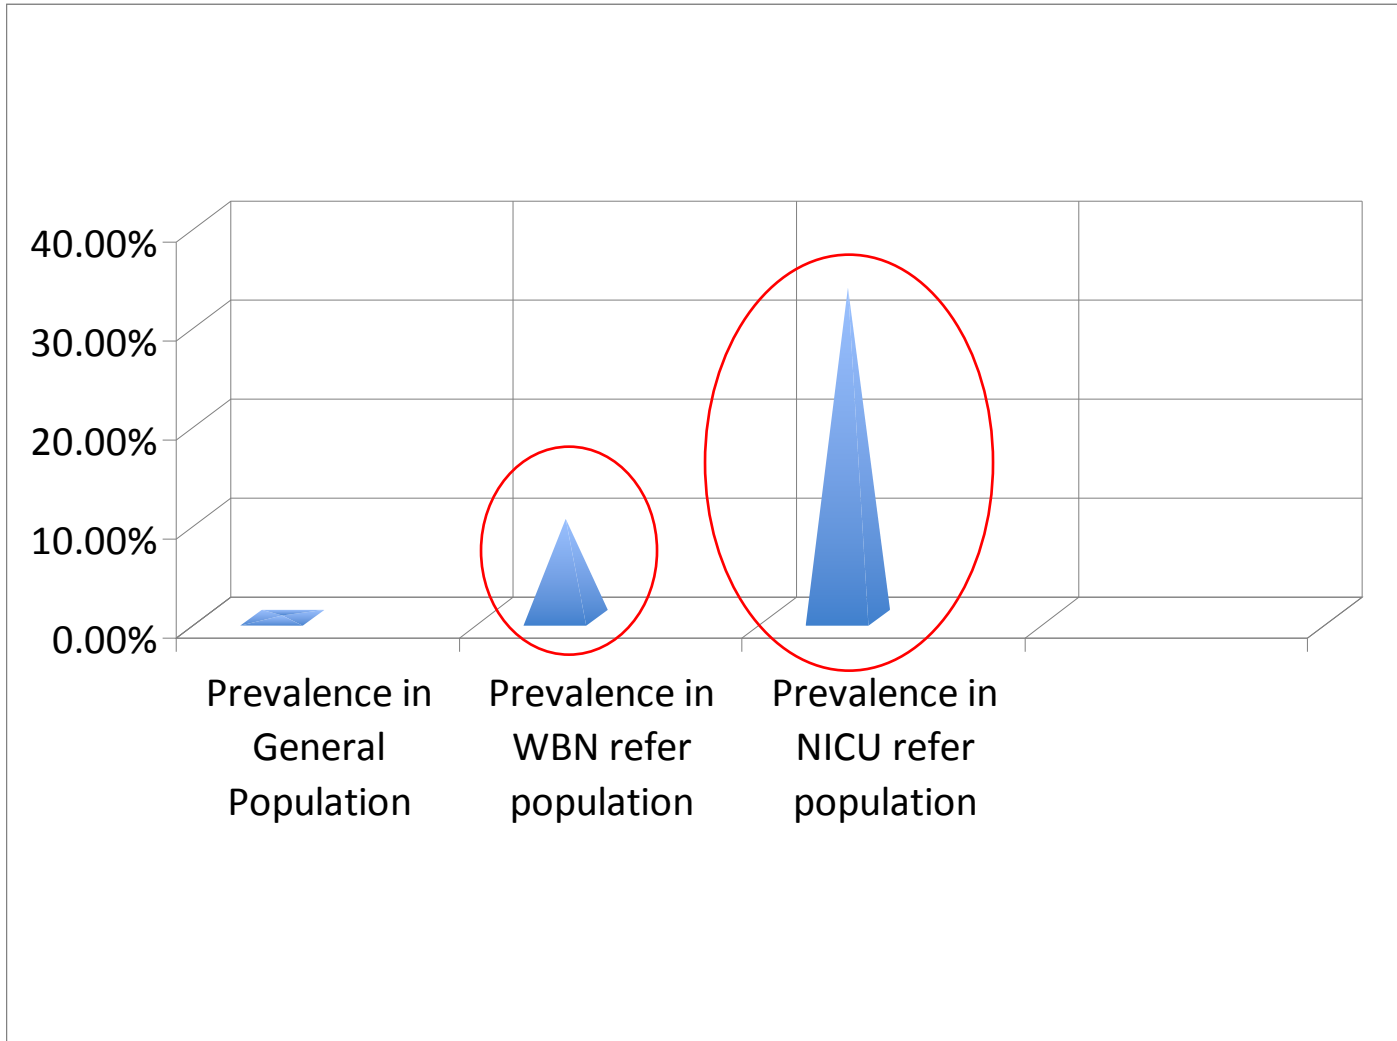 40.00%
30.00%
20.00%
10.00%
0.00%
Prevalence in
General
Population
Prevalence in
WBN refer
population
Prevalence in
NICU refer
population